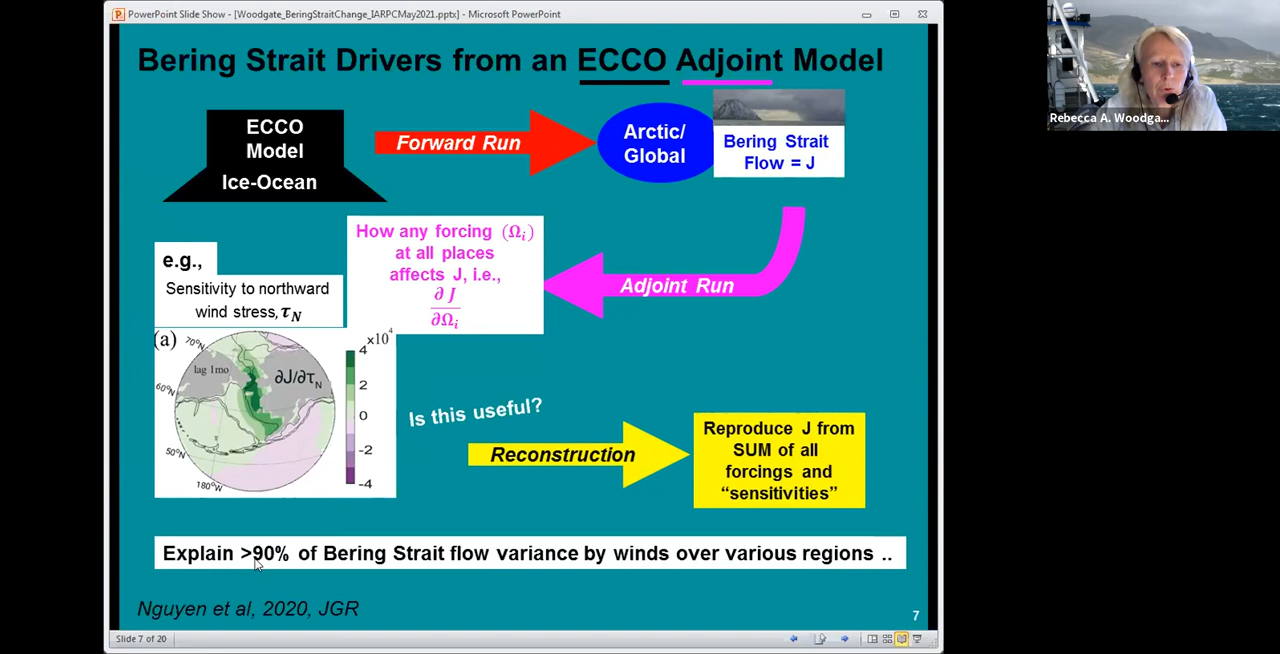 PowerPoint Slide Show - [Woodgate_BeringStraitChange_IARPCMay2021.pptx] - Microsoft PowerPoint
Bering Strait Drivers from an ECCO Adjoint Model
ECCO
Model
Ice-Ocean
Forward Run
Arctic/
Global
Bering Strait
Flow = J
Rebecca A. Woodga...
How any forcing (Ωᵢ)
at all places
affects J, i.e.,
∂ J
∂Ωᵢ
Adjoint Run
e.g.,
Sensitivity to northward
wind stress, τ_N
(a)
70°N
60°N
50°N
180°W
lag 1mo
∂J/∂τ_N
x10⁴
4
2
0
-2
-4
Is this useful?
Reconstruction
Reproduce J from
SUM of all
forcings and
“sensitivities”
Explain >90% of Bering Strait flow variance by winds over various regions ..
Nguyen et al, 2020, JGR
7
Slide 7 of 20